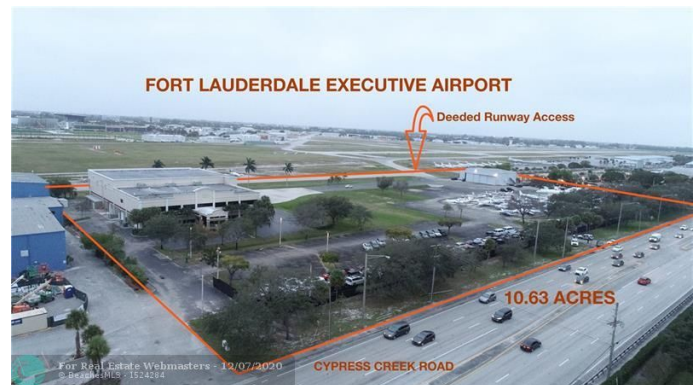 FORT LAUDERDALE EXECUTIVE AIRPORT
Deeded Runway Access
10.63 ACRES
CYPRESS CREEK ROAD
For Real Estate Webmasters - 12/07/2020
© BeachesMLS - 1524284